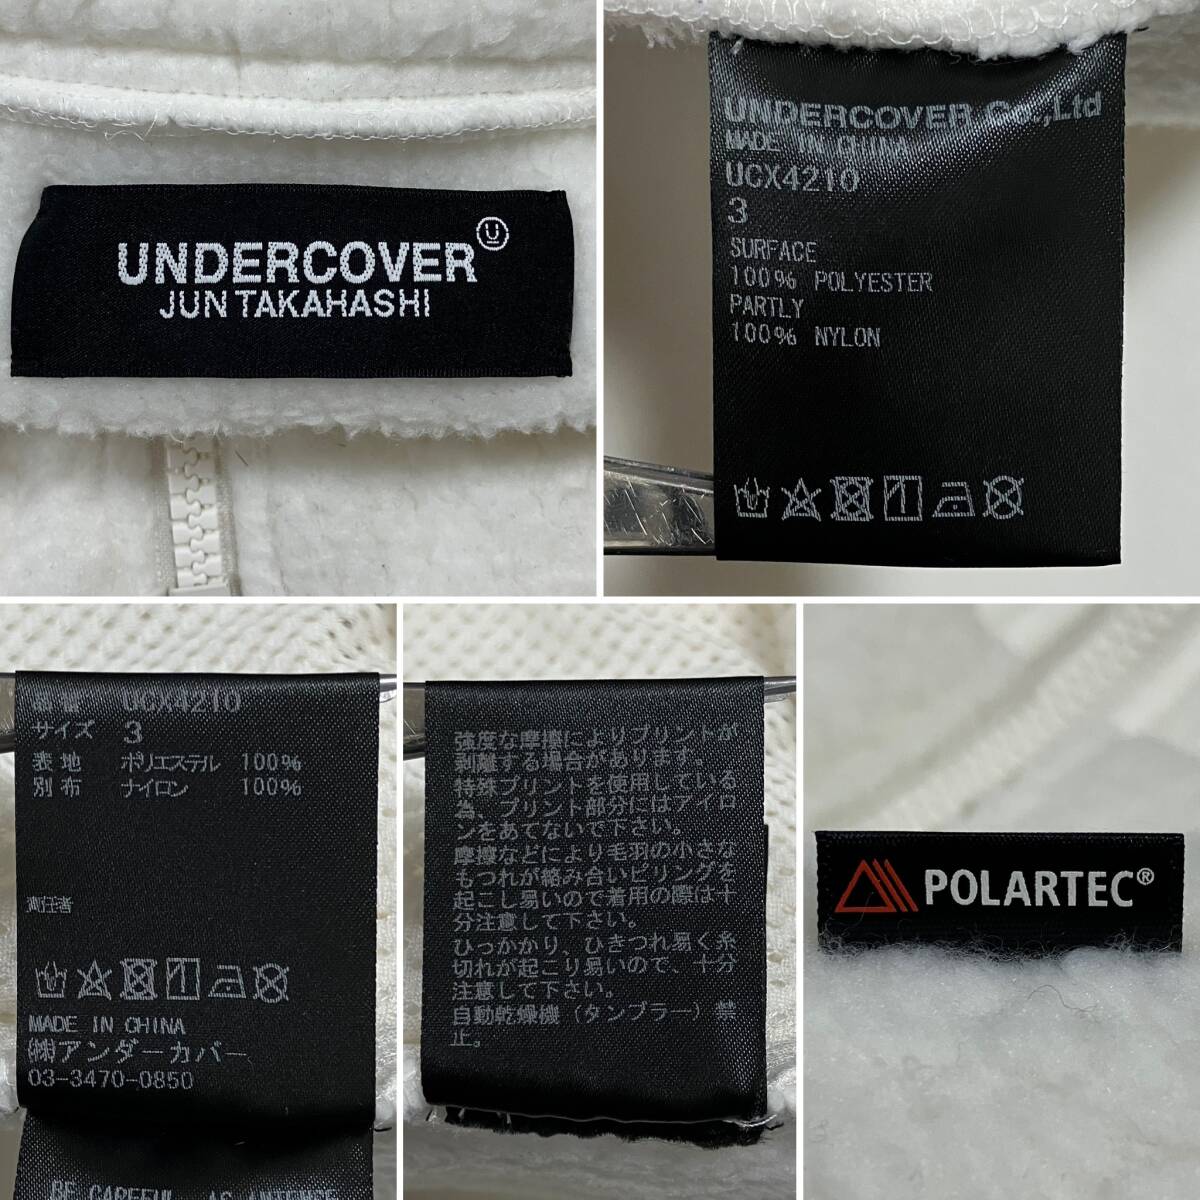 UNDERCOVER
JUN TAKAHASHI
UNDERCOVER Co.,Ltd
MADE IN CHINA
UCX4210
3
SURFACE
100% POLYESTER
PARTLY
100% NYLON
品番 UCX4210
サイズ 3
表地 ポリエステル 100%
別布 ナイロン 100%
責任者
MADE IN CHINA
㈱アンダーカバー
03-3470-0850
BE CAREFUL AS INTENSE
強度な摩擦によりプリントが
剥離する場合があります。
特殊プリントを使用している
為、プリント部分にはアイロ
ンをあてないで下さい。
摩擦などにより毛羽の小さな
もつれが絡み合いピリングを
起こし易いので着用の際は十
分注意して下さい。
ひっかかり、ひきつれ易く糸
切れが起こり易いので、十分
注意して下さい。
自動乾燥機（タンブラー）禁
止。
POLARTEC®